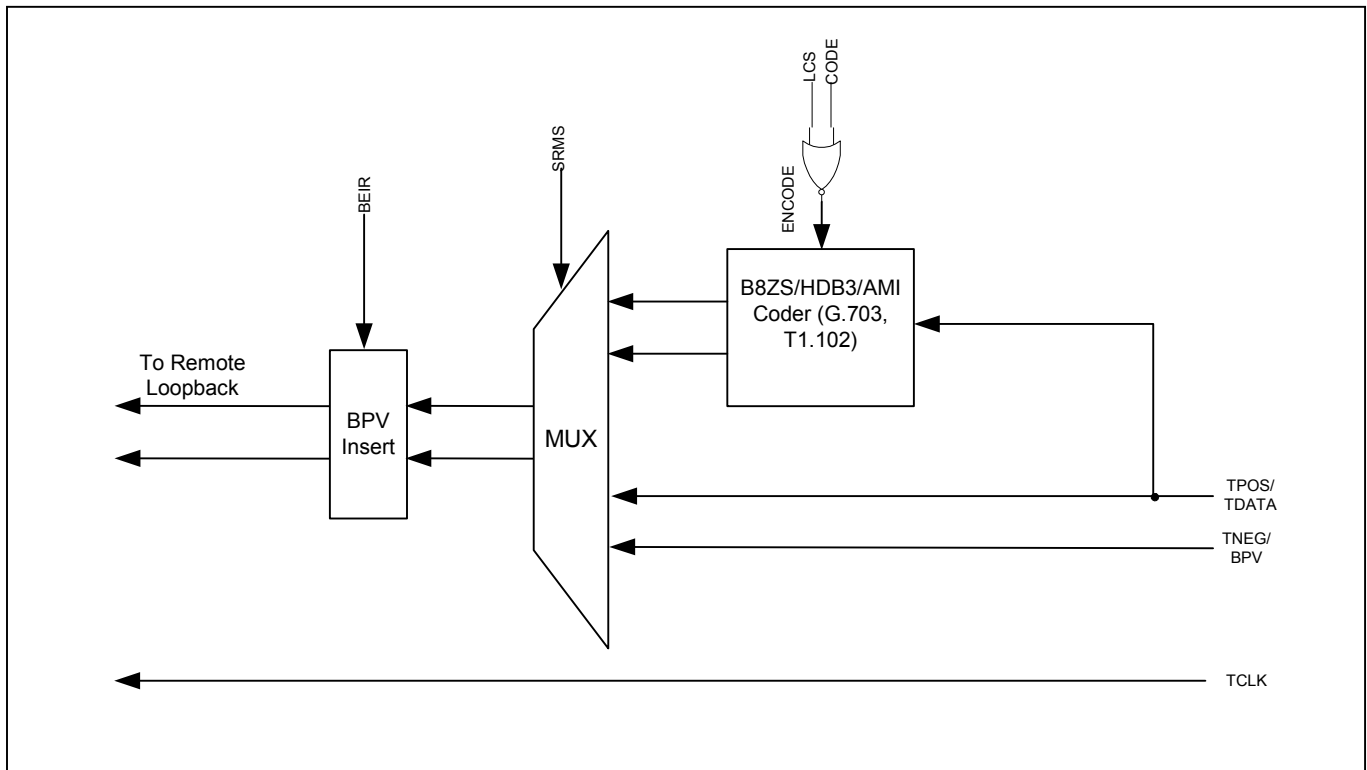 LCS
CODE
SRMS
BEIR
ENCODE
B8ZS/HDB3/AMI
Coder (G.703,
T1.102)
To Remote
Loopback
BPV
Insert
MUX
TPOS/
TDATA
TNEG/
BPV
TCLK